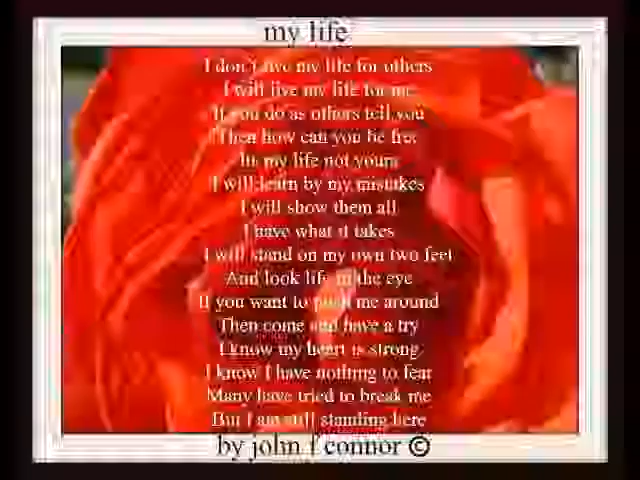 my life
I don't live my life for others
I will live my life for me
If you do as others tell you
Then how can you be free
Its my life not yours
I will learn by my mistakes
I will show them all
I have what it takes
I will stand on my own two feet
And look life in the eye
If you want to push me around
Then come and have a try
I know my heart is strong
I know I have nothing to fear
Many have tried to break me
But I am still standing here
by john f connor ©